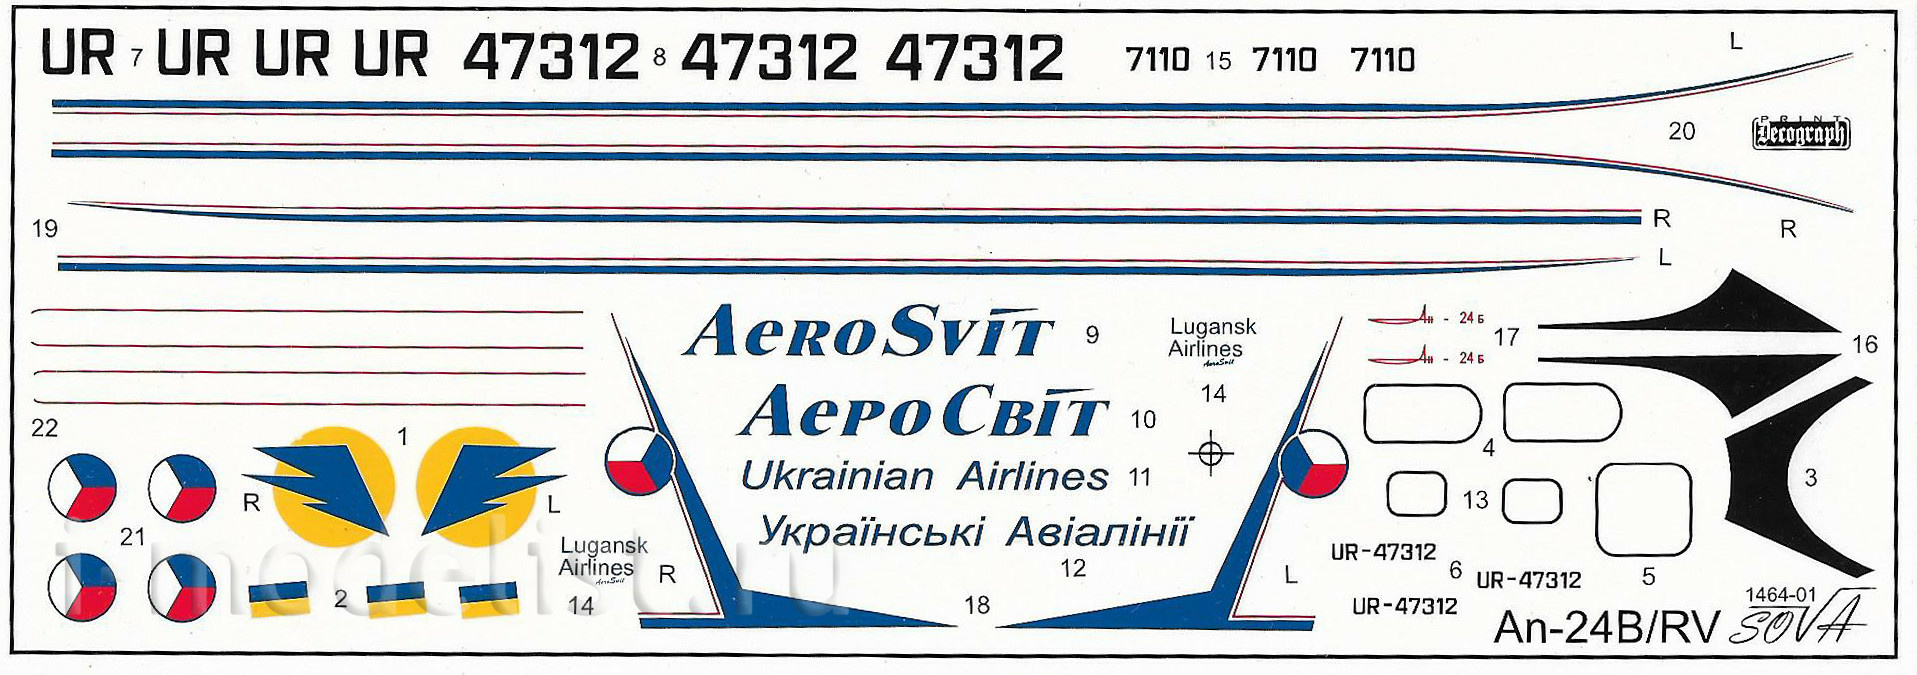 UR 7 UR UR UR 47312 8 47312 47312 7110 15 7110 7110
L
20
PRINT
Decograph
R
19
R
L
22
AEROSVIT 9
АЕРОСВІТ 10
Ukrainian Airlines 11
Українські Авіалінії
12
Lugansk
Airlines
AeroSvit
14
Ан - 24Б
Ан - 24Б
17
16
1
R
L
4
3
13
5
21
2
Lugansk
Airlines
AeroSvit
14
R
18
L
UR-47312
6
UR-47312
UR-47312
An-24B/RV
1464-01
SOVA
i-modelist.ru